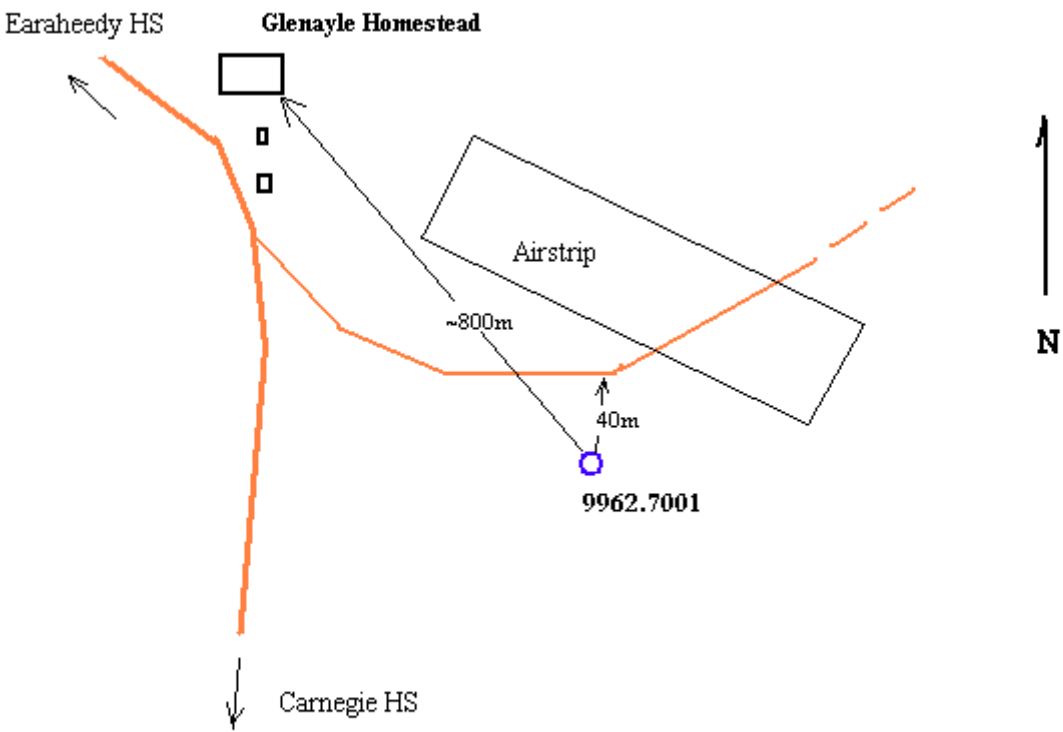 Earaheedy HS
Glenayle Homestead
Airstrip
~800m
N
40m
9962.7001
Carnegie HS